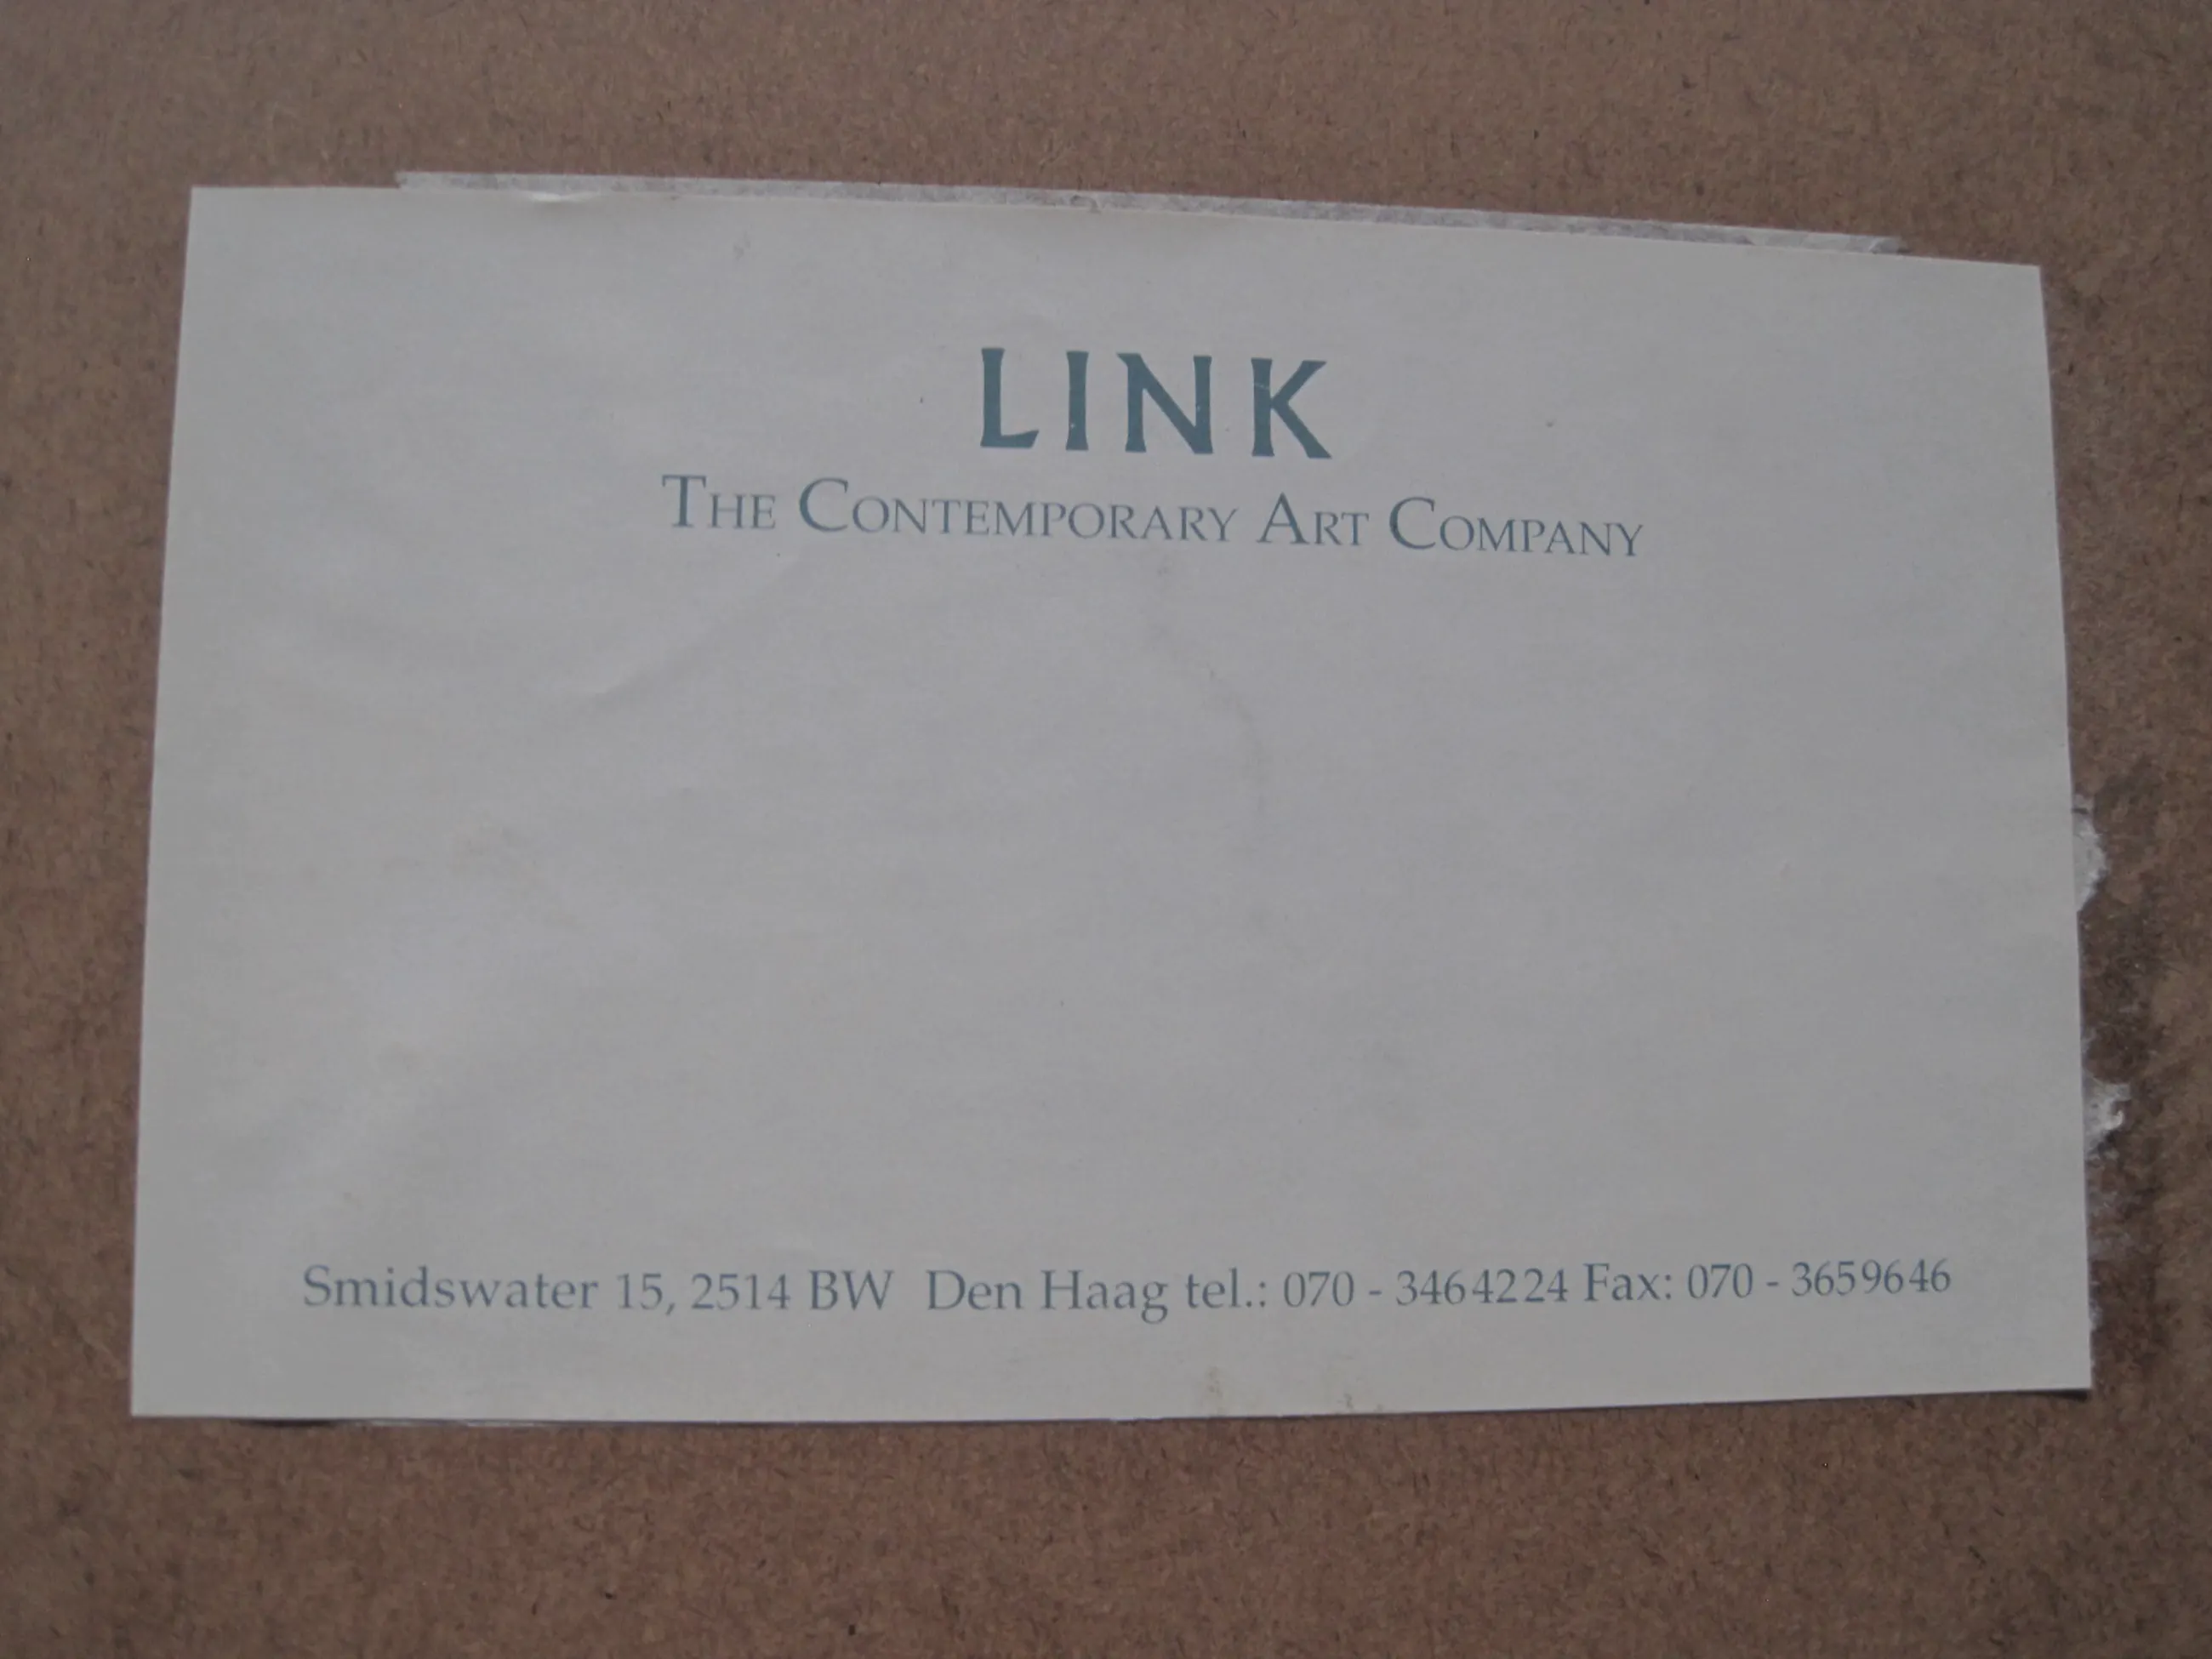 LINK
THE CONTEMPORARY ART COMPANY
Smidswater 15, 2514 BW Den Haag tel.: 070 - 3464224 Fax: 070 - 3659646